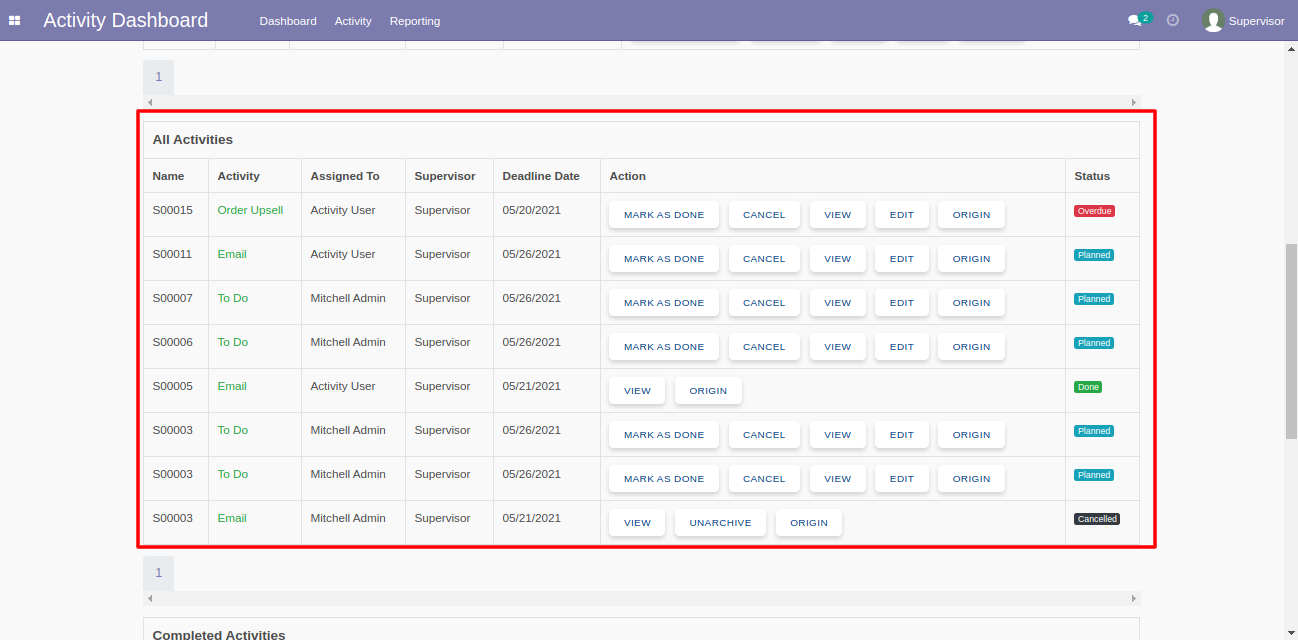 Activity Dashboard Dashboard Activity Reporting 2 Supervisor
1
All Activities
Name Activity Assigned To Supervisor Deadline Date Action Status
S00015 Order Upsell Activity User Supervisor 05/20/2021 MARK AS DONE CANCEL VIEW EDIT ORIGIN Overdue
S00011 Email Activity User Supervisor 05/26/2021 MARK AS DONE CANCEL VIEW EDIT ORIGIN Planned
S00007 To Do Mitchell Admin Supervisor 05/26/2021 MARK AS DONE CANCEL VIEW EDIT ORIGIN Planned
S00006 To Do Mitchell Admin Supervisor 05/26/2021 MARK AS DONE CANCEL VIEW EDIT ORIGIN Planned
S00005 Email Activity User Supervisor 05/21/2021 VIEW ORIGIN Done
S00003 To Do Mitchell Admin Supervisor 05/26/2021 MARK AS DONE CANCEL VIEW EDIT ORIGIN Planned
S00003 To Do Mitchell Admin Supervisor 05/26/2021 MARK AS DONE CANCEL VIEW EDIT ORIGIN Planned
S00003 Email Mitchell Admin Supervisor 05/21/2021 VIEW UNARCHIVE ORIGIN Cancelled
1
Completed Activities